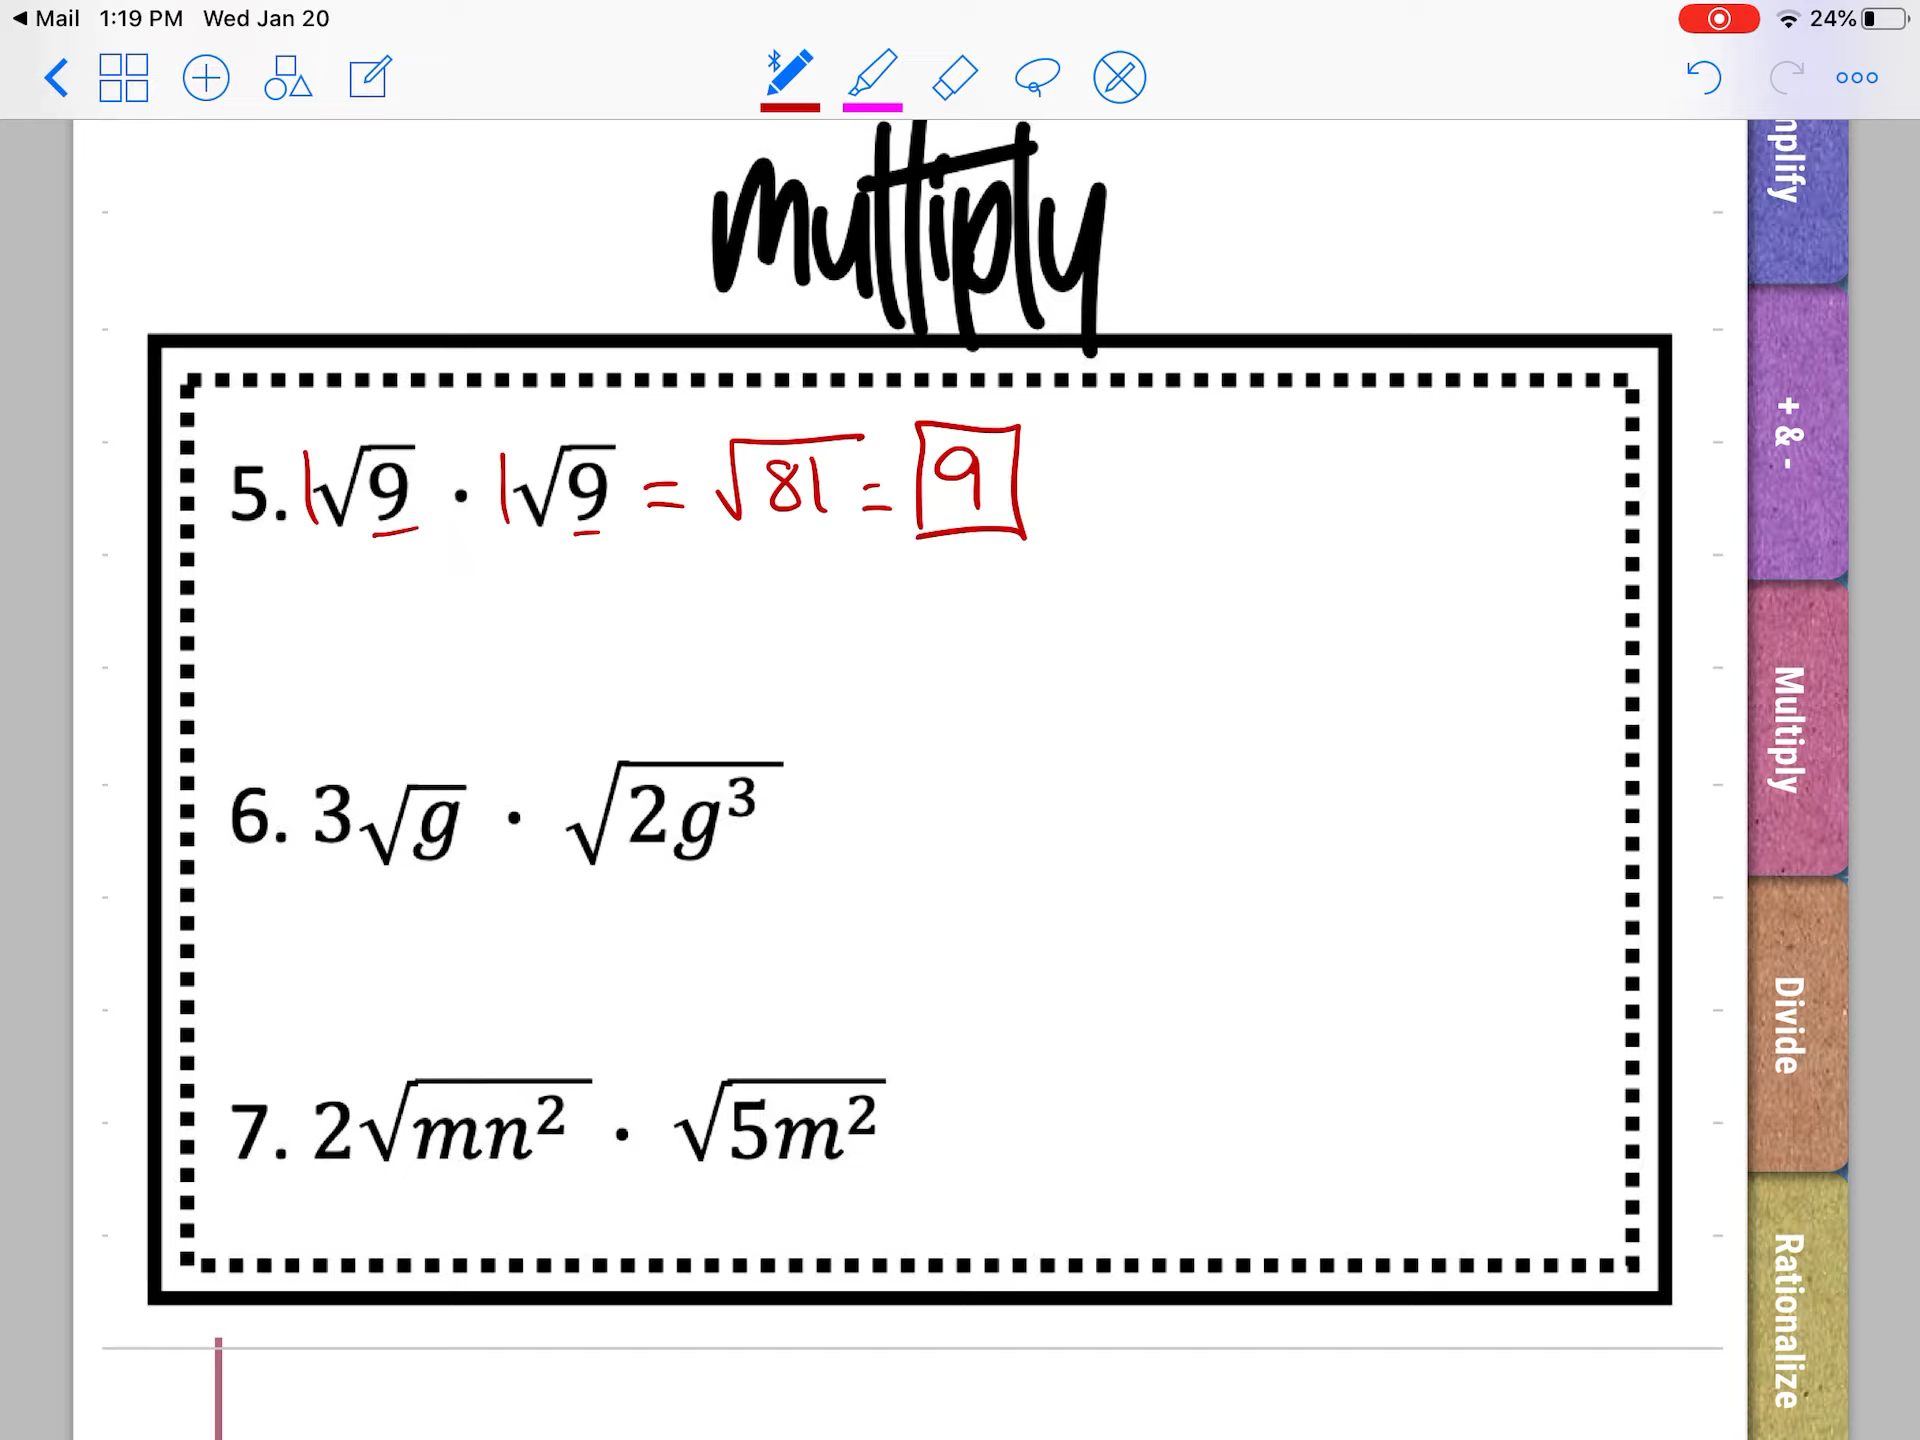 ◀ Mail 1:19 PM Wed Jan 20 24%
multiply
5. 1√9 · 1√9 = √81 = 9
6. 3√g · √2g³
7. 2√mn² · √5m²
mplify
+ & -
Multiply
Divide
Rationalize